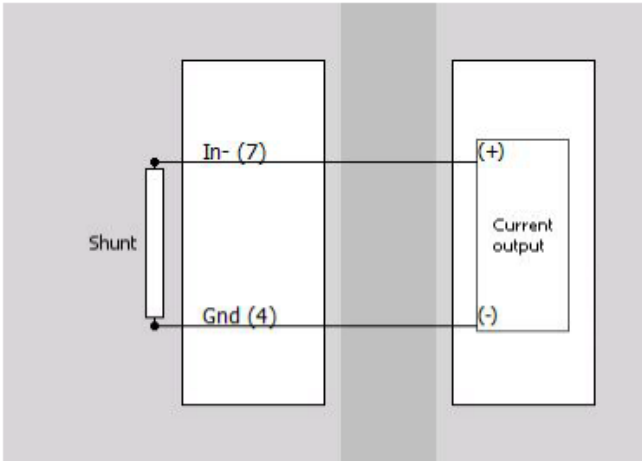 In- (7)
(+)
Shunt
Current
output
Gnd (4)
(-)